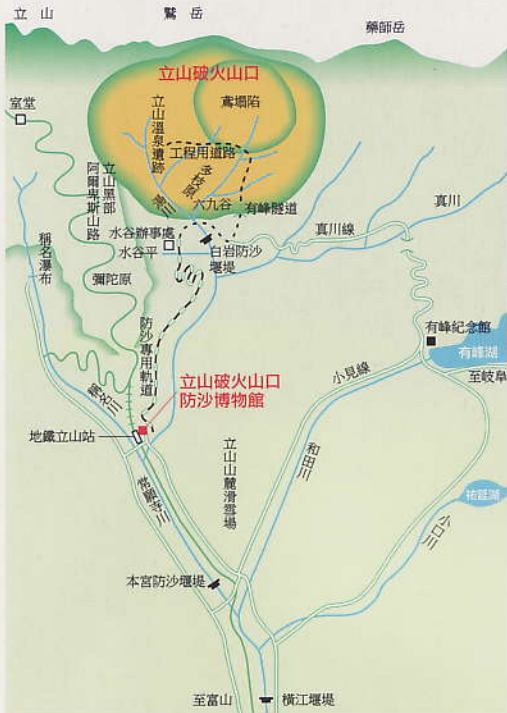 立山
鷲岳
藥師岳
立山破火山口
鳶塌陷
室堂
立山溫泉遺跡
工程用道路
多枝原
湯川
六九谷
有峰隧道
立山黑部
阿爾卑斯山路
水谷辦事處
水谷平
白岩防沙
堰堤
真川線
真川
稱名瀑布
彌陀原
防沙專用軌道
有峰紀念館
有峰湖
至岐阜
小見線
立山破火山口
防沙博物館
稱名川
地鐵立山站
常願寺川
立山山麓滑雪場
和田川
祐延湖
小口川
本宮防沙堰堤
至富山
橫江堰堤